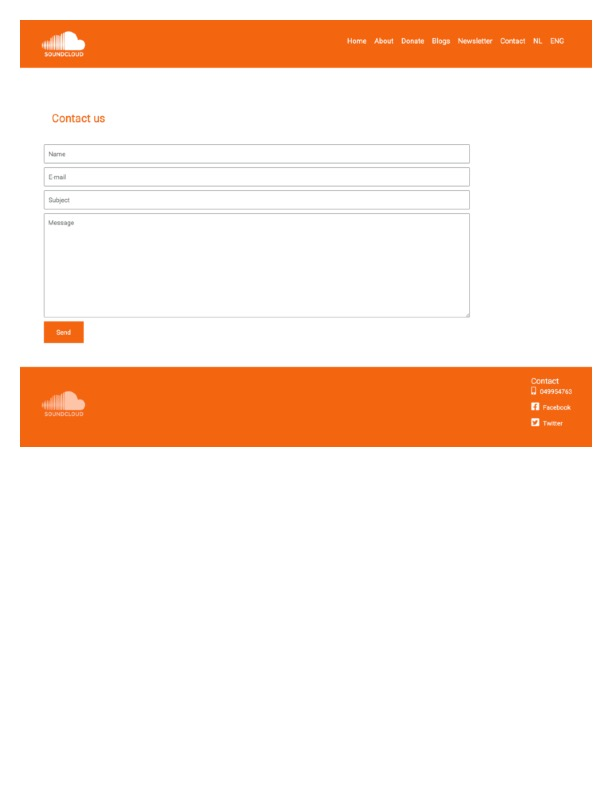 SOUNDCLOUD
Home About Donate Blogs Newsletter Contact NL ENG
Contact us
Name
E-mail
Subject
Message
Send
SOUNDCLOUD
Contact
049954763
Facebook
Twitter